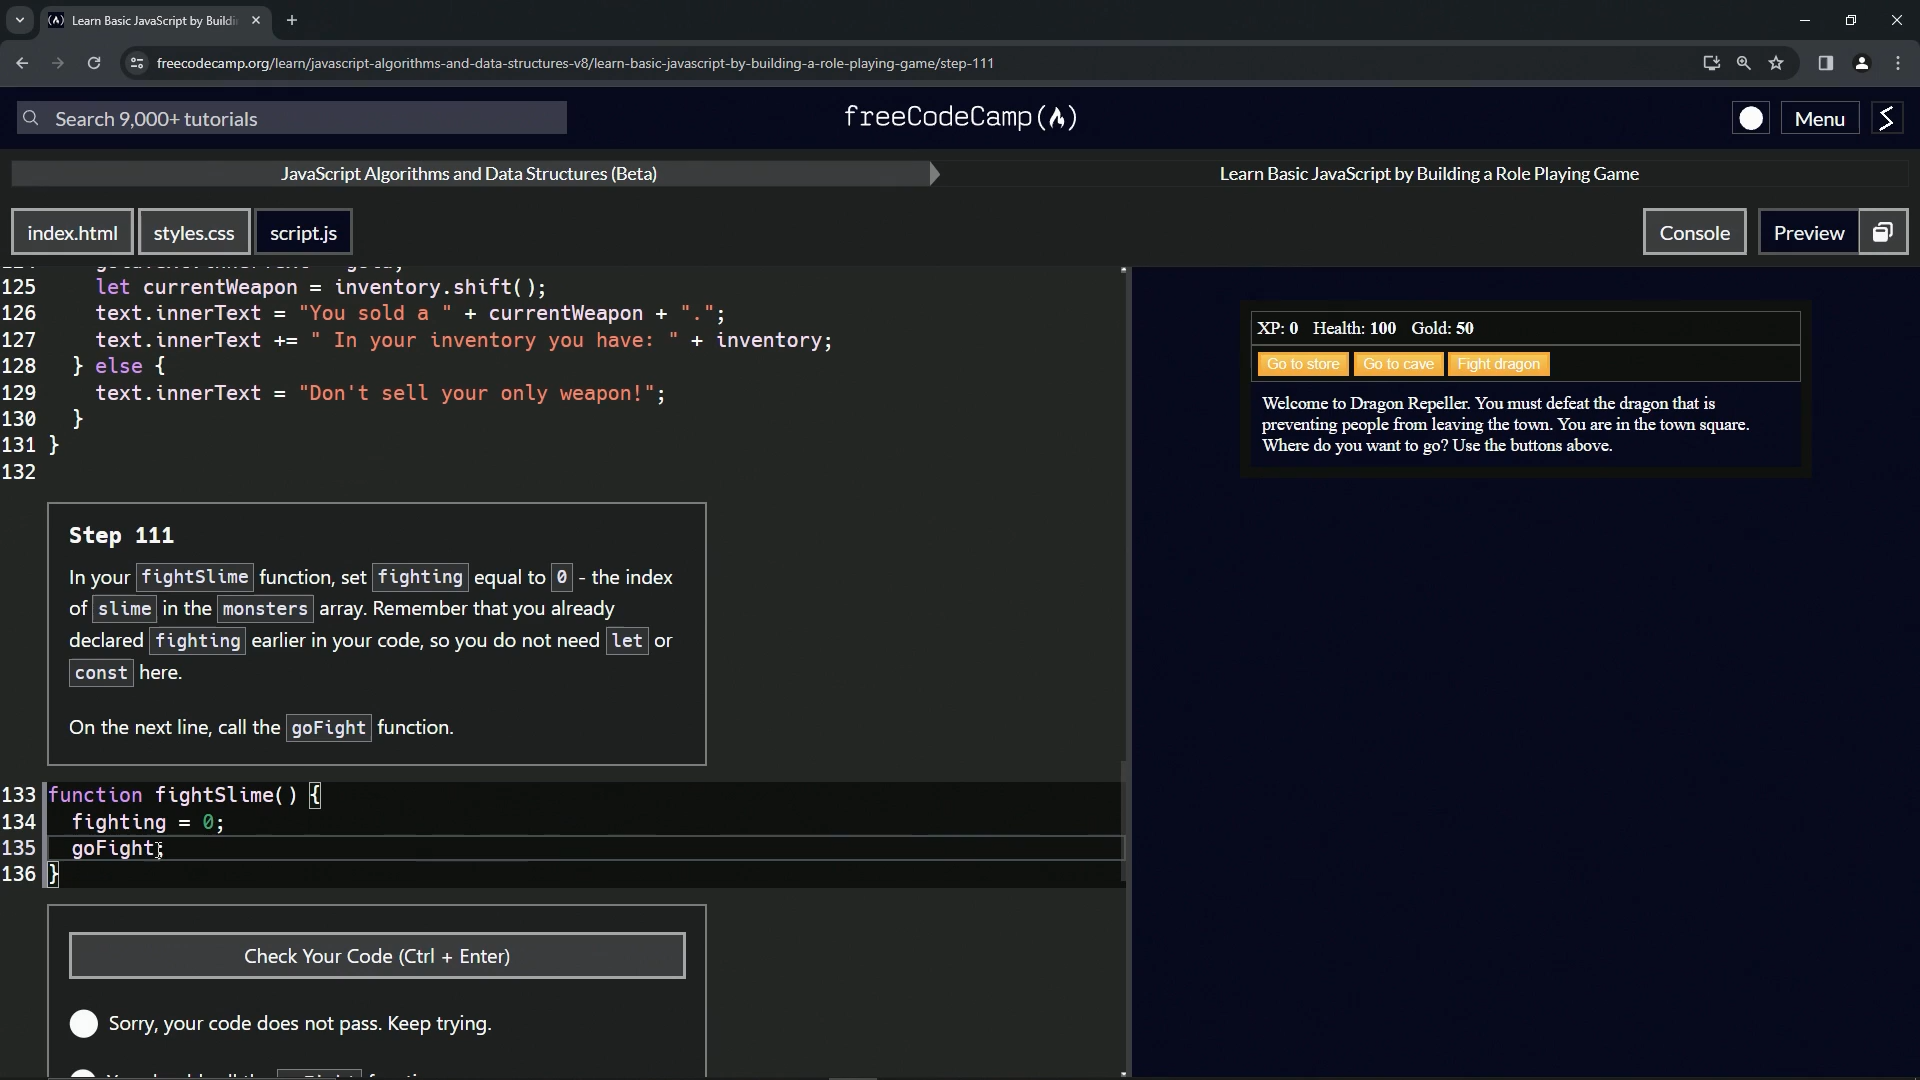 Learn Basic JavaScript by Buildi
freecodecamp.org/learn/javascript-algorithms-and-data-structures-v8/learn-basic-javascript-by-building-a-role-playing-game/step-111
Search 9,000+ tutorials
freeCodeCamp
Menu
JavaScript Algorithms and Data Structures (Beta)
Learn Basic JavaScript by Building a Role Playing Game
index.html
styles.css
script.js
Console
Preview
125 let currentWeapon = inventory.shift();
126 text.innerText = "You sold a " + currentWeapon + ".";
127 text.innerText += " In your inventory you have: " + inventory;
128 } else {
129 text.innerText = "Don't sell your only weapon!";
130 }
131 }
132
Step 111
In your fightSlime function, set fighting equal to 0 - the index
of slime in the monsters array. Remember that you already
declared fighting earlier in your code, so you do not need let or
const here.
On the next line, call the goFight function.
133 function fightSlime() {
134 fighting = 0;
135 goFight;
136 }
Check Your Code (Ctrl + Enter)
Sorry, your code does not pass. Keep trying.
XP: 0 Health: 100 Gold: 50
Go to store
Go to cave
Fight dragon
Welcome to Dragon Repeller. You must defeat the dragon that is
preventing people from leaving the town. You are in the town square.
Where do you want to go? Use the buttons above.